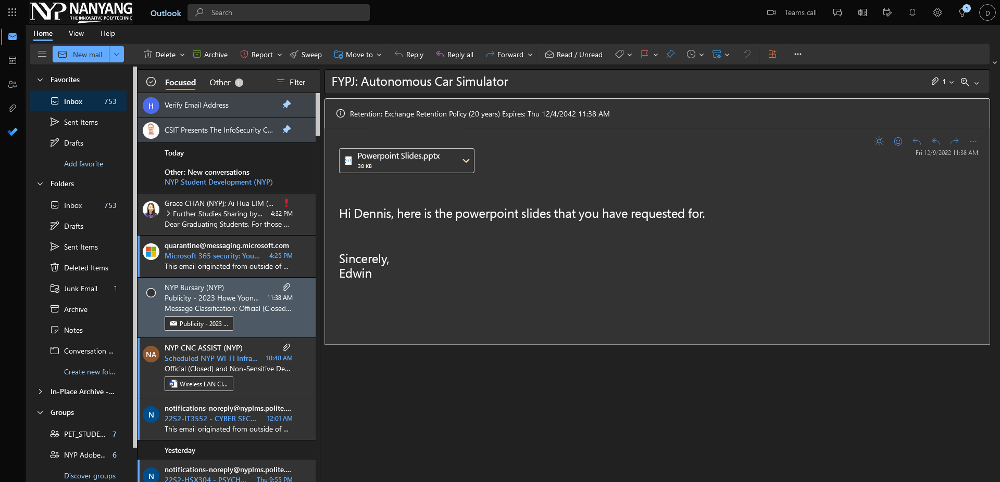 NYP NANYANG
THE INNOVATIVE POLYTECHNIC
Outlook
Search
Teams call
1
D
Home
View
Help
New mail
Delete
Archive
Report
Sweep
Move to
Reply
Reply all
Forward
Read / Unread
Favorites
Inbox 753
Sent Items
Drafts
Add favorite
Folders
Inbox 753
Drafts
Sent Items
Deleted Items
Junk Email 1
Archive
Notes
Conversation ...
Create new fol...
In-Place Archive -...
Groups
PET_STUDE... 7
NYP Adobe... 6
Discover groups
Focused
Other 1
Filter
H
Verify Email Address
CSIT Presents The InfoSecurity C...
Today
Other: New conversations
NYP Student Development (NYP)
Grace CHAN (NYP); Ai Hua LIM (...
Further Studies Sharing by... 4:32 PM
Dear Graduating Students, For those ...
quarantine@messaging.microsoft.com
Microsoft 365 security: You... 4:25 PM
This email originated from outside of ...
NYP Bursary (NYP)
Publicity - 2023 Howe Yoon... 11:38 AM
Message Classification: Official (Closed...
Publicity - 2023 ...
NA
NYP CNC ASSIST (NYP)
Scheduled NYP WI-FI Infra... 10:40 AM
Official (Closed) and Non-Sensitive De...
Wireless LAN Cl...
N
notifications-noreply@nyplms.polite....
22S2-IT3552 - CYBER SEC... 12:01 AM
This email originated from outside of ...
Yesterday
N
notifications-noreply@nyplms.polite....
22S2-HSX304 - PSYCH... Thu 9:55 PM
FYPJ: Autonomous Car Simulator
1
Retention: Exchange Retention Policy (20 years) Expires: Thu 12/4/2042 11:38 AM
Fri 12/9/2022 11:38 AM
Powerpoint Slides.pptx
38 KB
Hi Dennis, here is the powerpoint slides that you have requested for.
Sincerely,
Edwin